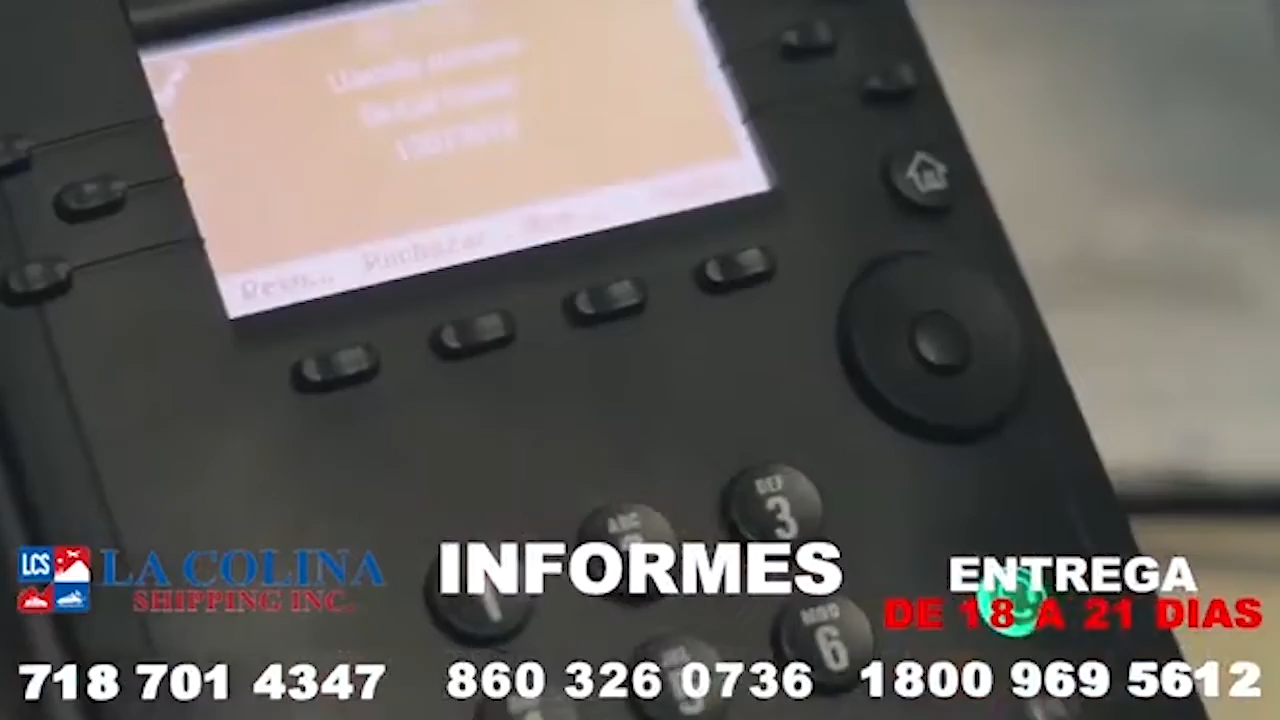 Rechazar
ABC
DEF
3
1
MNO
6
5
LCS
LA COLINA
SHIPPING INC.
INFORMES
ENTREGA
DE 18 A 21 DIAS
718 701 4347
860 326 0736
1800 969 5612